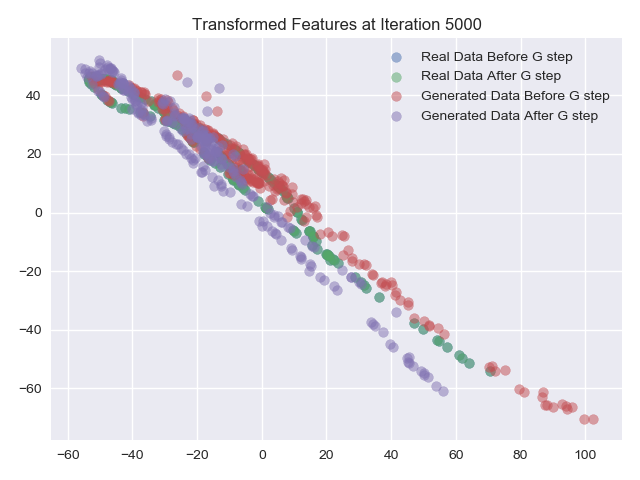 Transformed Features at Iteration 5000
Real Data Before G step
Real Data After G step
Generated Data Before G step
Generated Data After G step
40
20
0
−20
−40
−60
−60 −40 −20 0 20 40 60 80 100